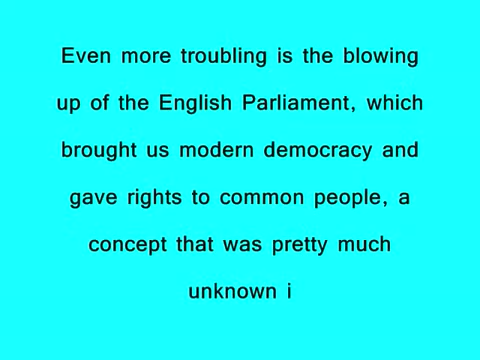 Even more troubling is the blowing
up of the English Parliament, which
brought us modern democracy and
gave rights to common people, a
concept that was pretty much
unknown i